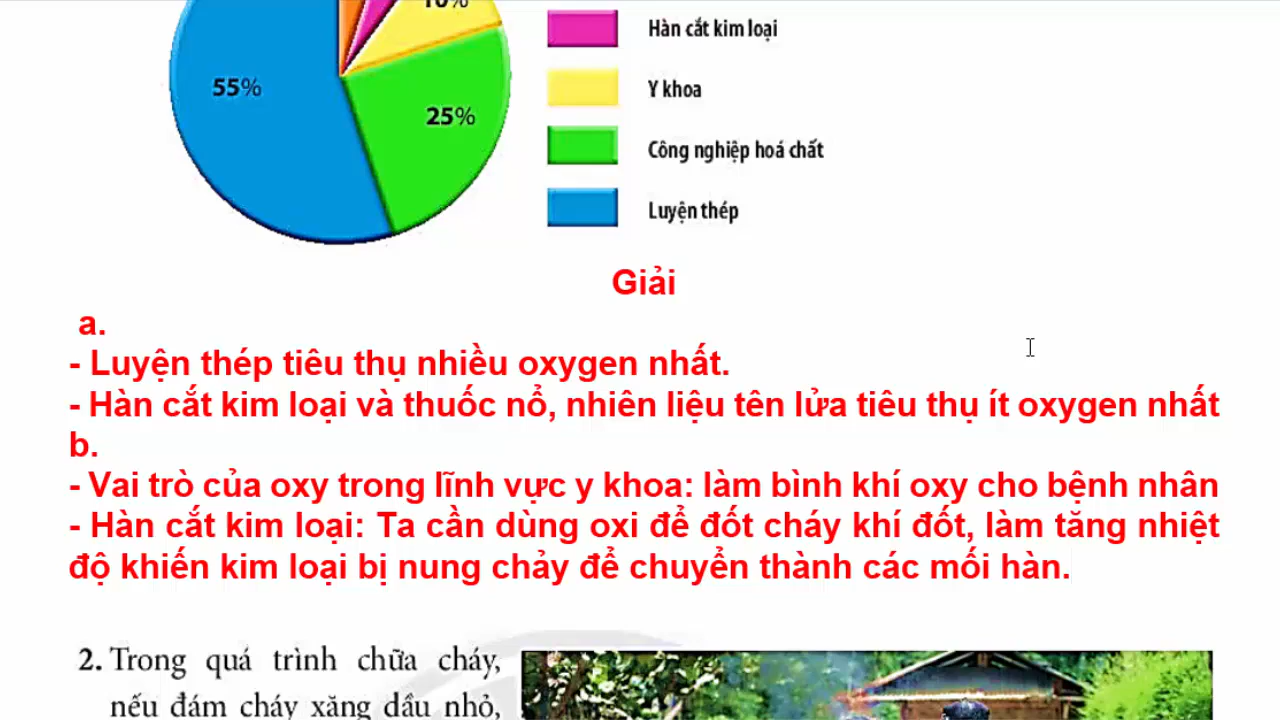 10%
Hàn cắt kim loại
55%
Y khoa
25%
Công nghiệp hoá chất
Luyện thép
Giải
a.
- Luyện thép tiêu thụ nhiều oxygen nhất.
- Hàn cắt kim loại và thuốc nổ, nhiên liệu tên lửa tiêu thụ ít oxygen nhất
b.
- Vai trò của oxy trong lĩnh vực y khoa: làm bình khí oxy cho bệnh nhân
- Hàn cắt kim loại: Ta cần dùng oxi để đốt cháy khí đốt, làm tăng nhiệt
độ khiến kim loại bị nung chảy để chuyển thành các mối hàn.
2. Trong quá trình chữa cháy,
nếu đám cháy xăng dầu nhỏ,